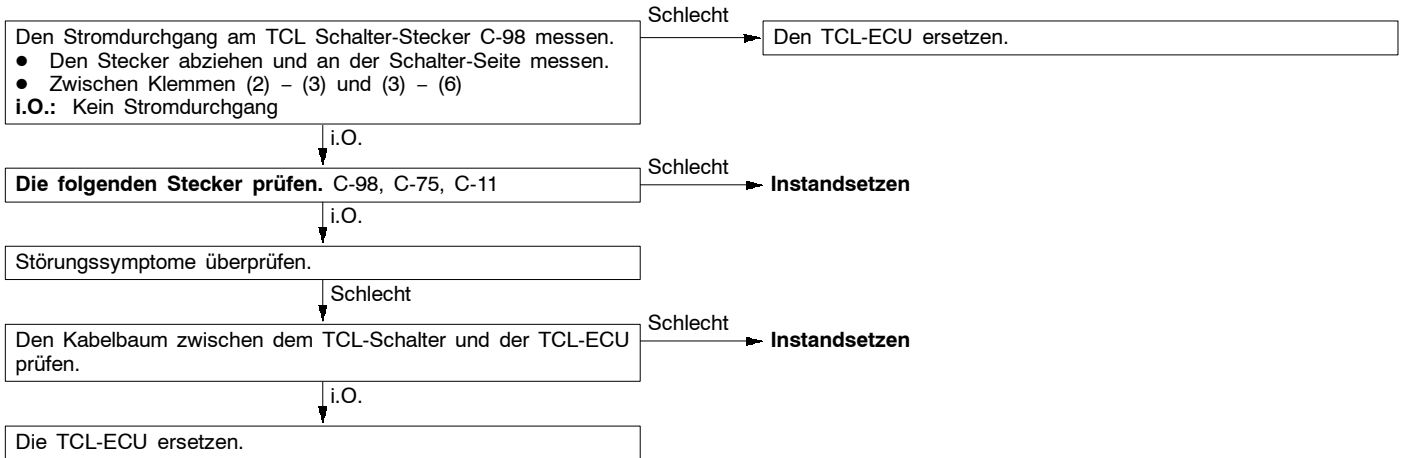 Schlecht
Den Stromdurchgang am TCL Schalter-Stecker C-98 messen.
● Den Stecker abziehen und an der Schalter-Seite messen.
● Zwischen Klemmen (2) – (3) und (3) – (6)
i.O.: Kein Stromdurchgang
Den TCL-ECU ersetzen.
i.O.
Schlecht
Die folgenden Stecker prüfen. C-98, C-75, C-11
Instandsetzen
i.O.
Störungssymptome überprüfen.
Schlecht
Schlecht
Den Kabelbaum zwischen dem TCL-Schalter und der TCL-ECU
prüfen.
Instandsetzen
i.O.
Die TCL-ECU ersetzen.